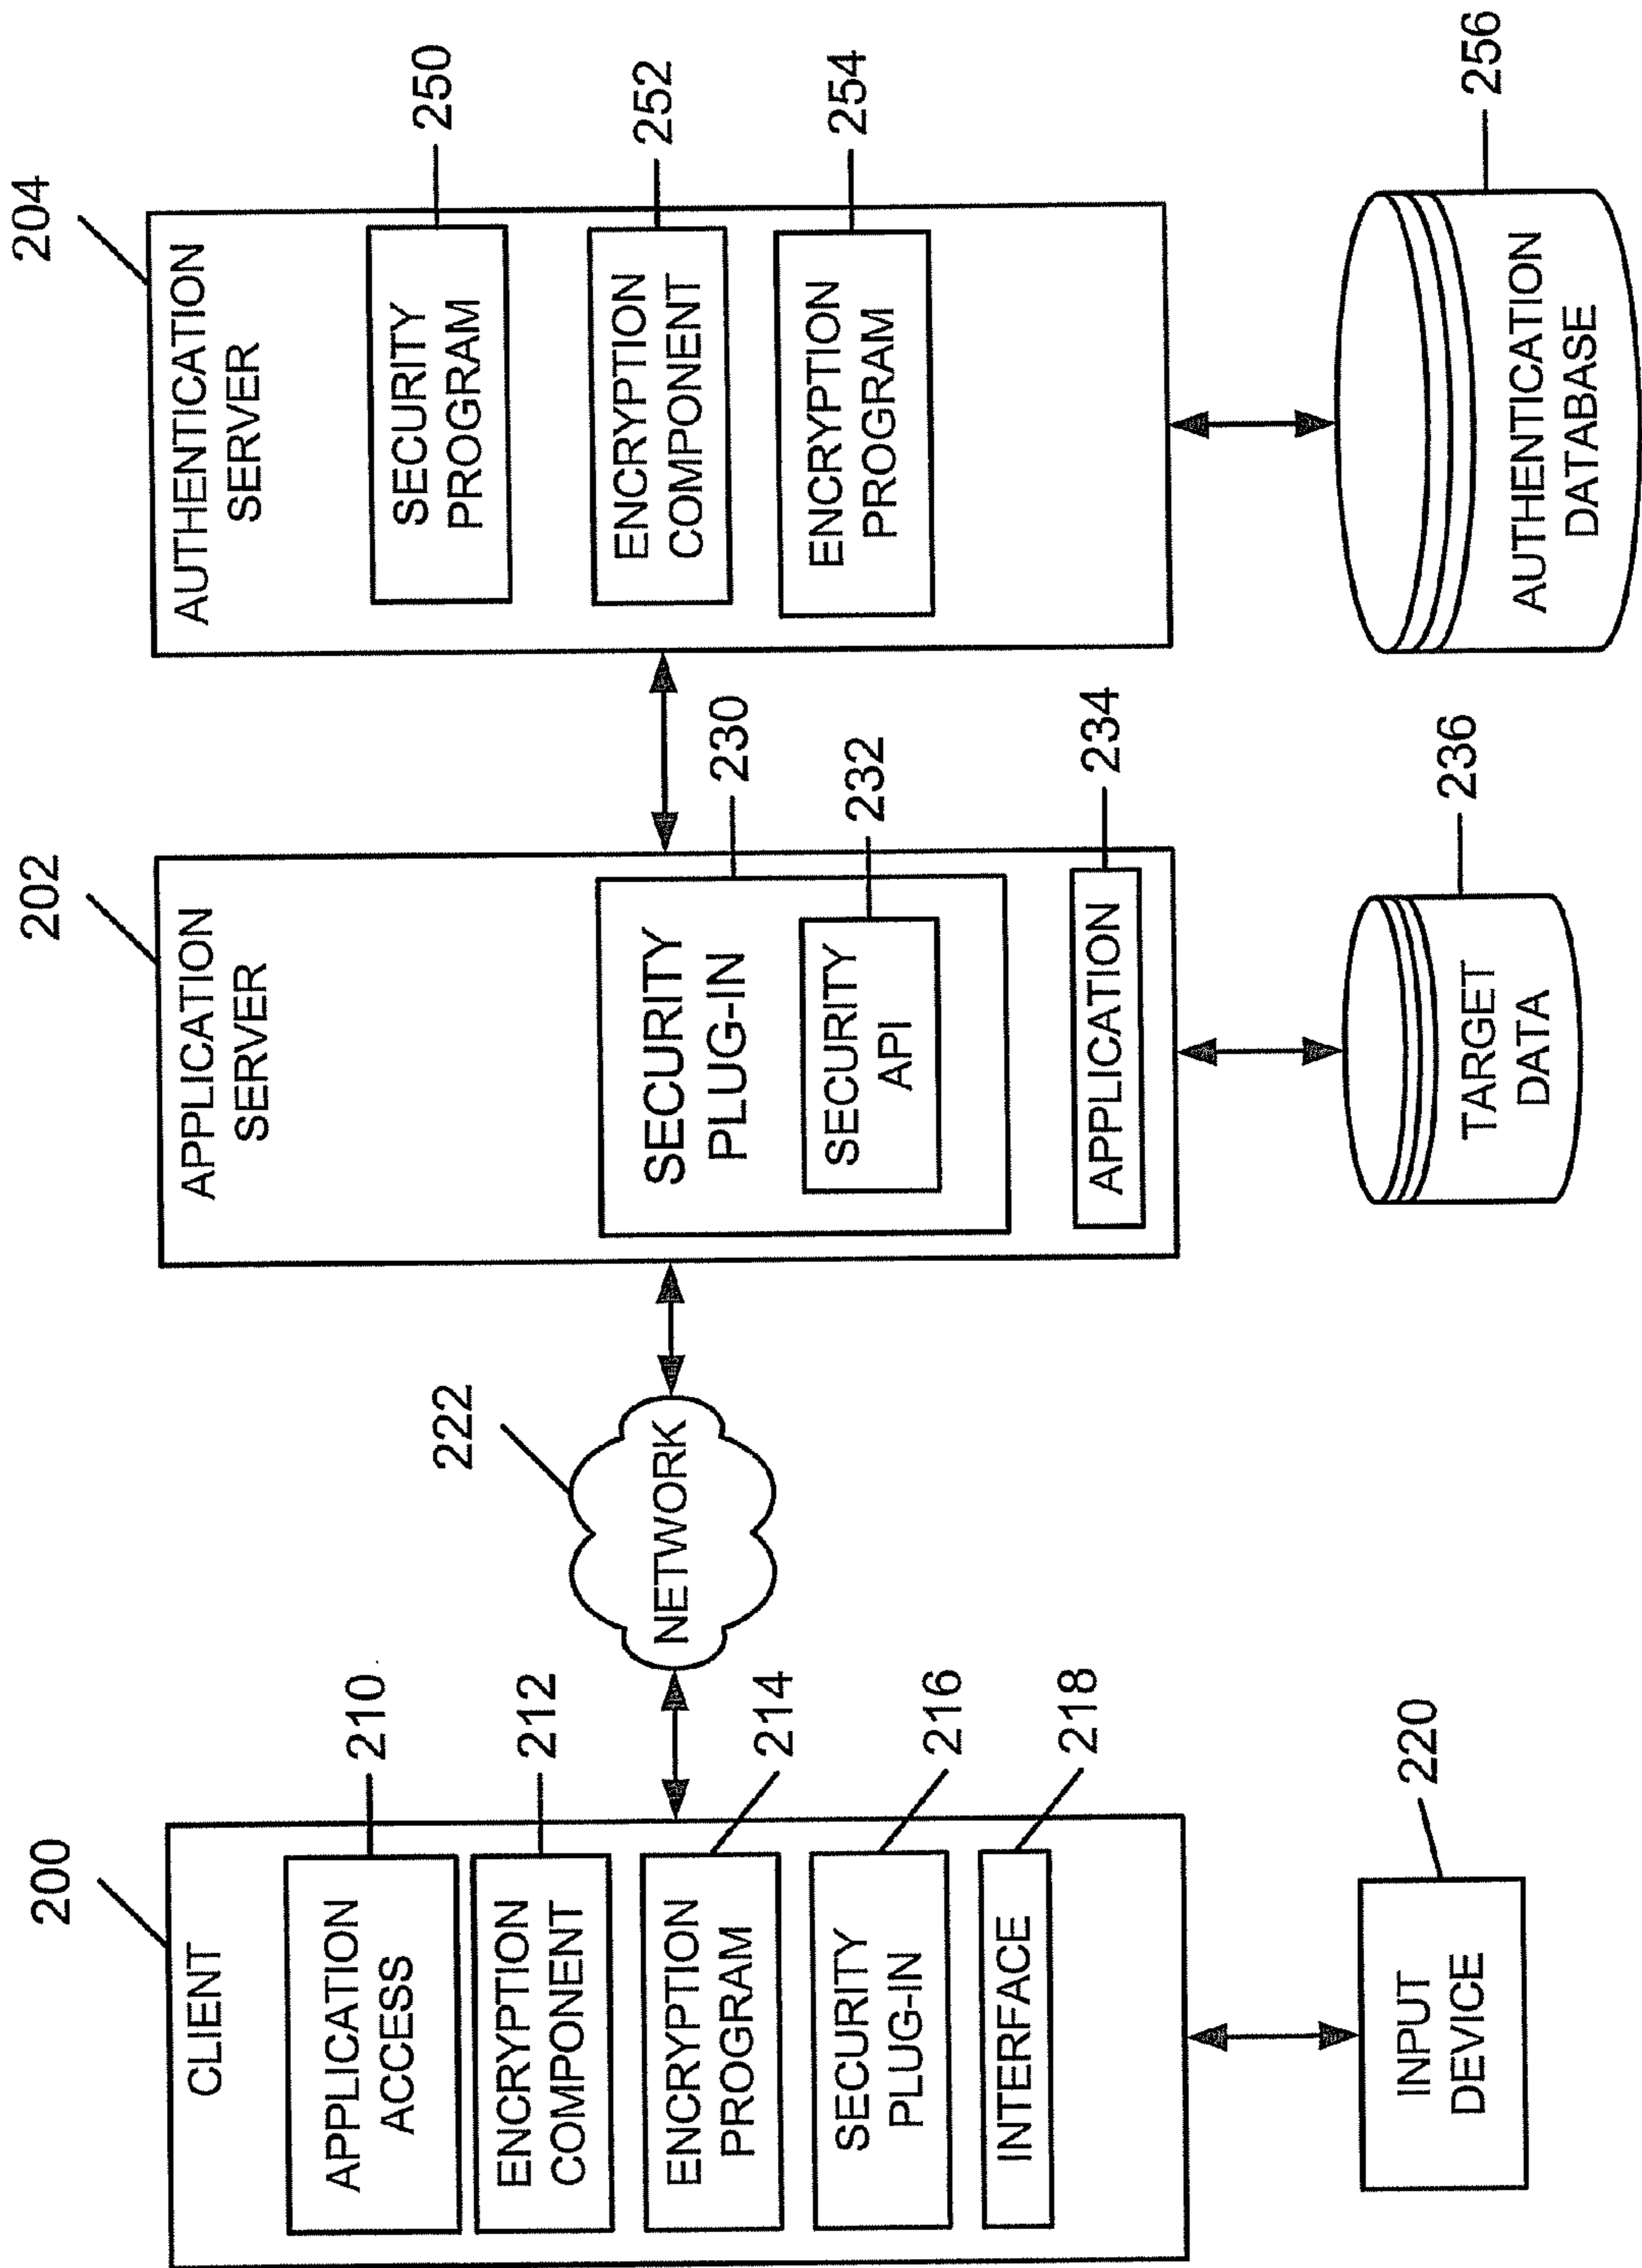 200
CLIENT
APPLICATION
ACCESS
210
ENCRYPTION
COMPONENT
212
ENCRYPTION
PROGRAM
214
SECURITY
PLUG-IN
216
INTERFACE
218
INPUT
DEVICE
220
NETWORK
222
202
APPLICATION
SERVER
SECURITY
PLUG-IN
230
SECURITY
API
232
APPLICATION
234
TARGET
DATA
236
204
AUTHENTICATION
SERVER
SECURITY
PROGRAM
250
ENCRYPTION
COMPONENT
252
ENCRYPTION
PROGRAM
254
AUTHENTICATION
DATABASE
256